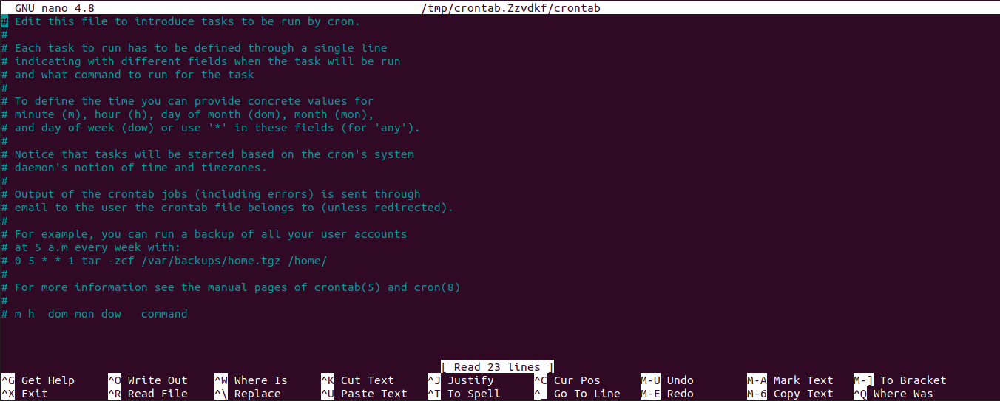 GNU nano 4.8 /tmp/crontab.Zzvdkf/crontab
# Edit this file to introduce tasks to be run by cron.
#
# Each task to run has to be defined through a single line
# indicating with different fields when the task will be run
# and what command to run for the task
#
# To define the time you can provide concrete values for
# minute (m), hour (h), day of month (dom), month (mon),
# and day of week (dow) or use '*' in these fields (for 'any').
#
# Notice that tasks will be started based on the cron's system
# daemon's notion of time and timezones.
#
# Output of the crontab jobs (including errors) is sent through
# email to the user the crontab file belongs to (unless redirected).
#
# For example, you can run a backup of all your user accounts
# at 5 a.m every week with:
# 0 5 * * 1 tar -zcf /var/backups/home.tgz /home/
#
# For more information see the manual pages of crontab(5) and cron(8)
#
# m h  dom mon dow   command
[ Read 23 lines ]
^G Get Help ^O Write Out ^W Where Is ^K Cut Text ^J Justify ^C Cur Pos M-U Undo M-A Mark Text M-] To Bracket
^X Exit ^R Read File ^\ Replace ^U Paste Text ^T To Spell ^_ Go To Line M-E Redo M-6 Copy Text ^Q Where Was